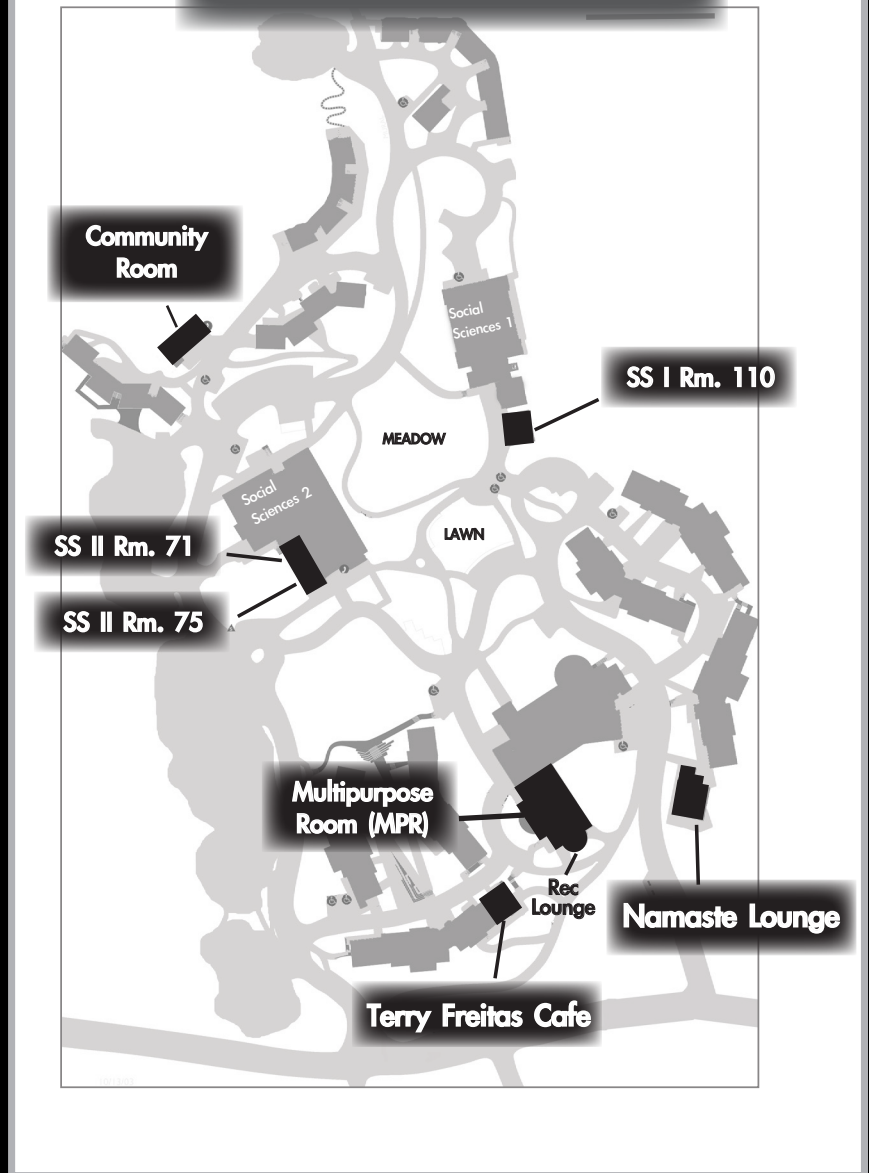 Community
Room
Social
Sciences 1
SS I Rm. 110
MEADOW
Social
Sciences 2
LAWN
SS II Rm. 71
SS II Rm. 75
Multipurpose
Room (MPR)
Rec
Lounge
Namaste Lounge
Terry Freitas Cafe